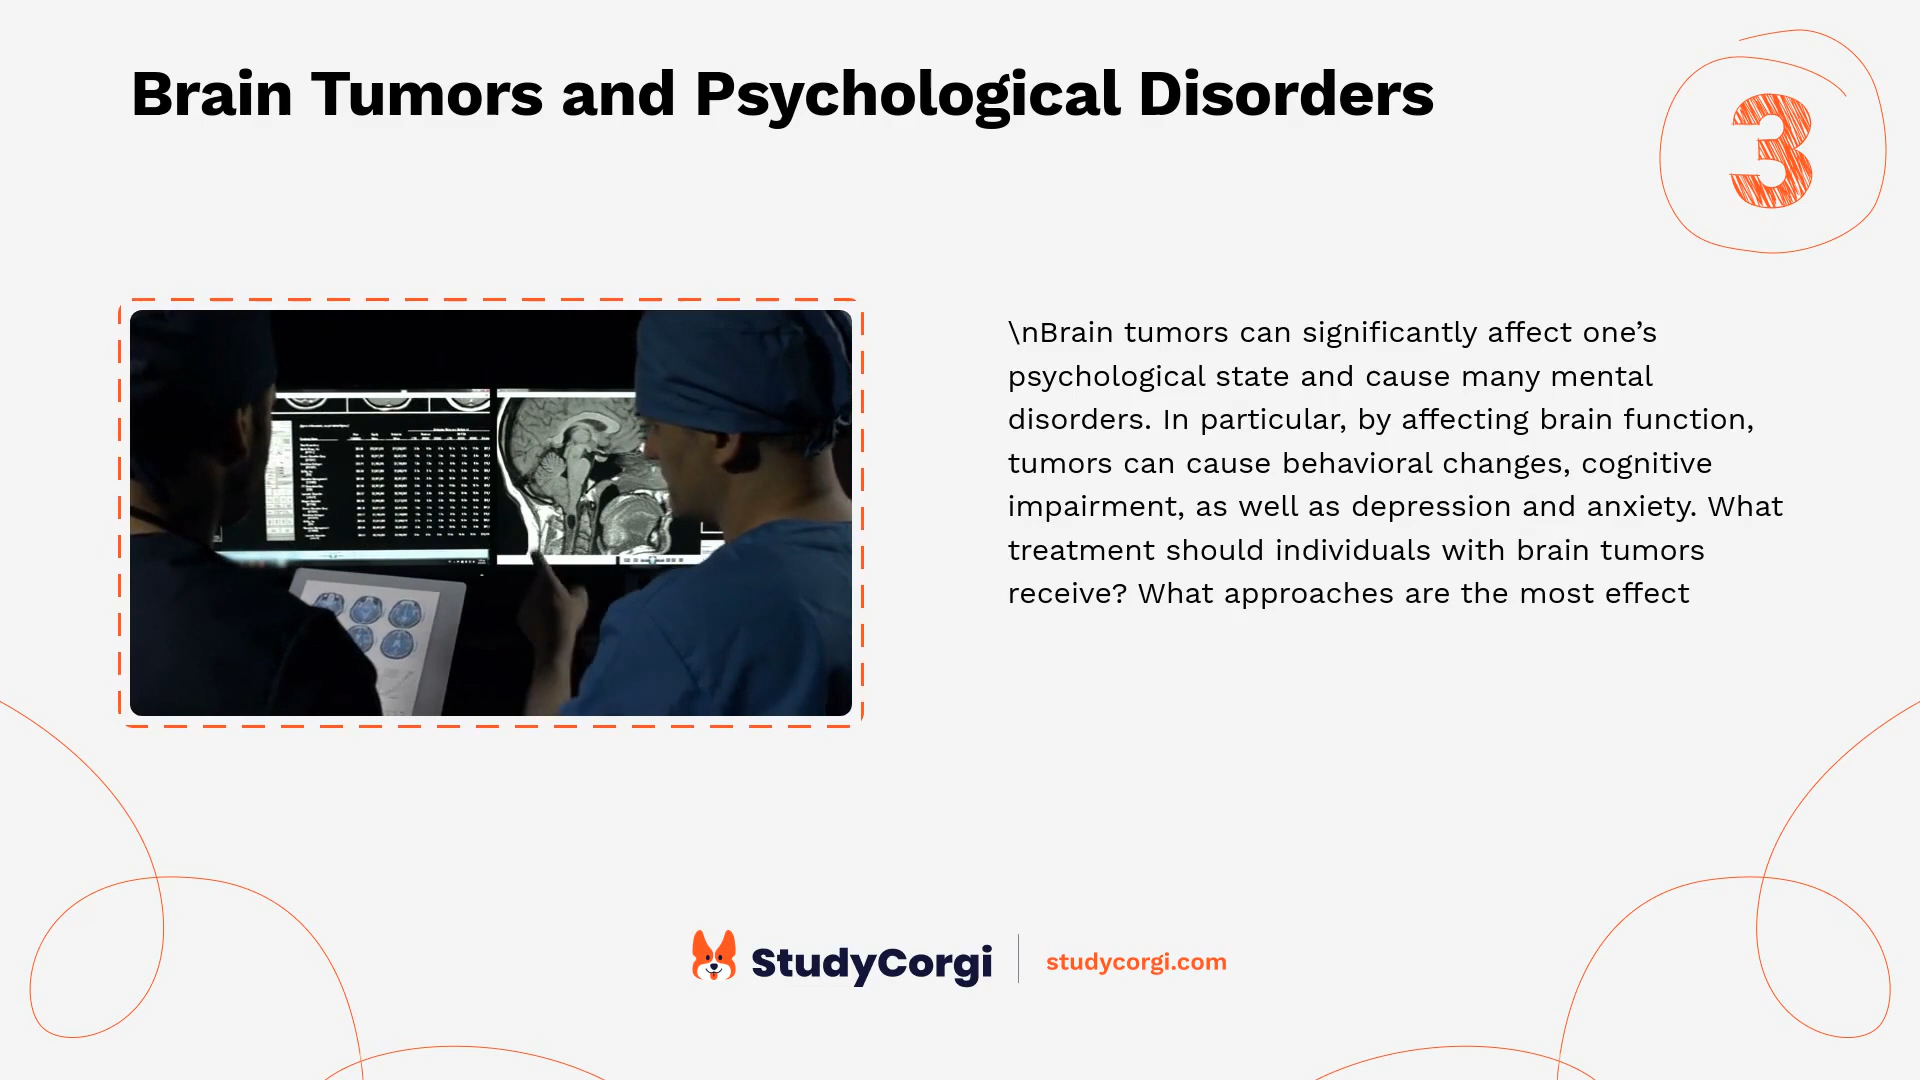 Brain Tumors and Psychological Disorders
3
\nBrain tumors can significantly affect one’s
psychological state and cause many mental
disorders. In particular, by affecting brain function,
tumors can cause behavioral changes, cognitive
impairment, as well as depression and anxiety. What
treatment should individuals with brain tumors
receive? What approaches are the most effect
StudyCorgi
studycorgi.com